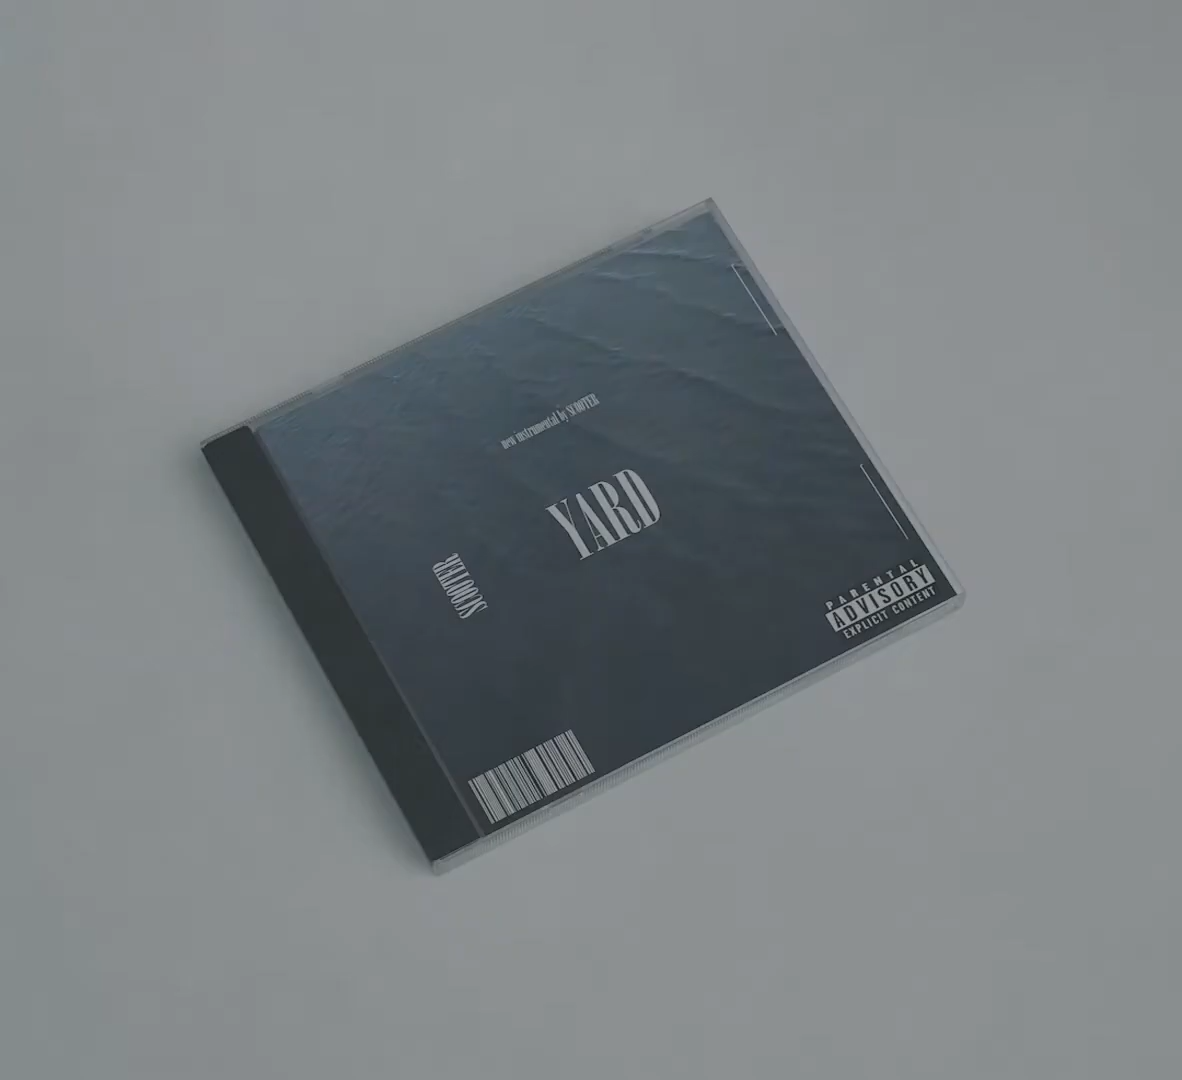 new instrumental by SCOOTER
YARD
SCOOTER
PARENTAL
ADVISORY
EXPLICIT CONTENT